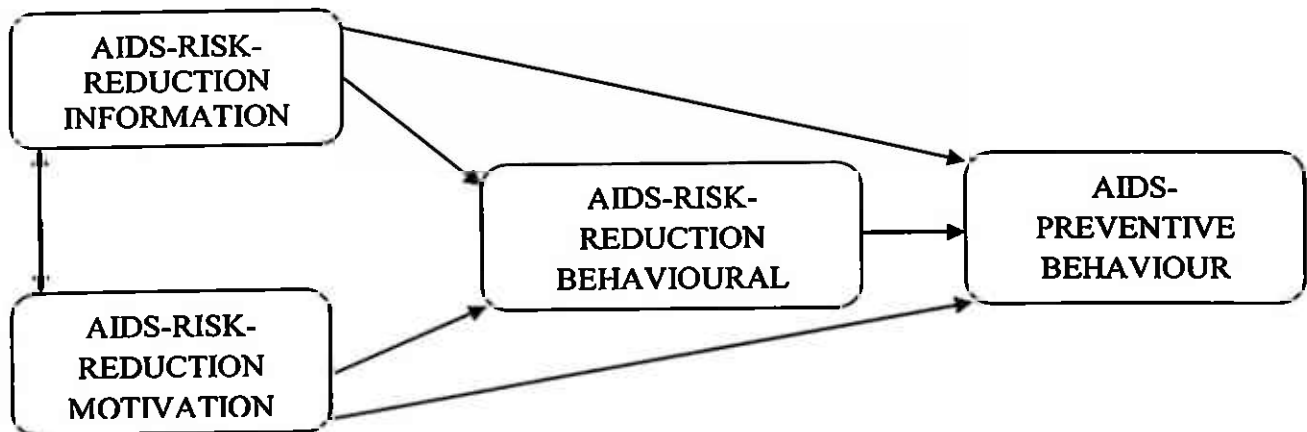 AIDS-RISK-
REDUCTION
INFORMATION
AIDS-RISK-
REDUCTION
BEHAVIOURAL
AIDS-
PREVENTIVE
BEHAVIOUR
AIDS-RISK-
REDUCTION
MOTIVATION